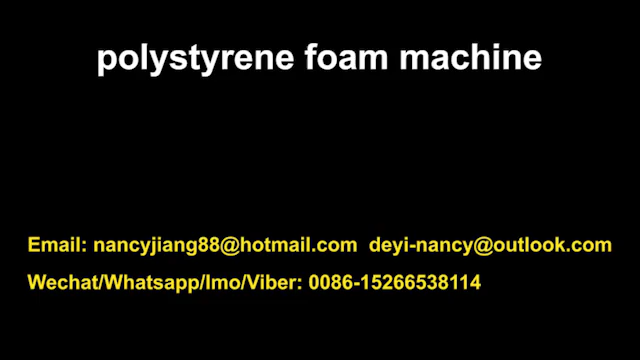 polystyrene foam machine
Email: nancyjiang88@hotmail.com deyi-nancy@outlook.com
Wechat/Whatsapp/Imo/Viber: 0086-15266538114